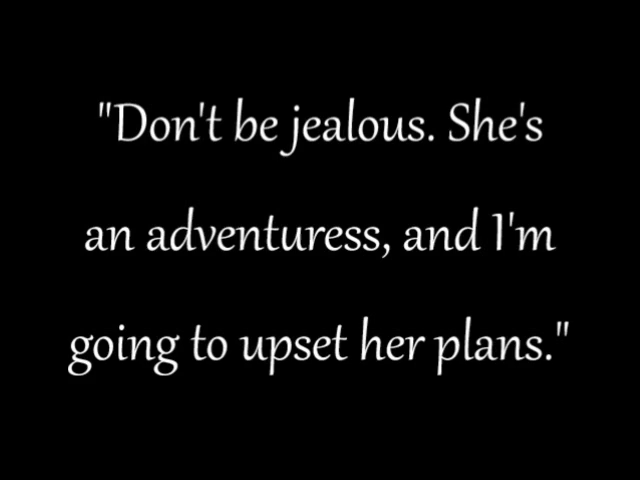 "Don't be jealous. She's
an adventuress, and I'm
going to upset her plans."